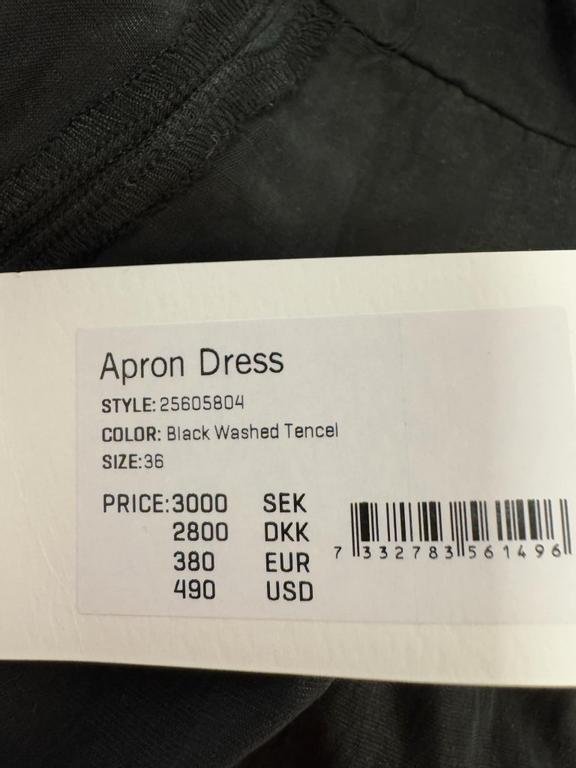 Apron Dress
STYLE: 25605804
COLOR: Black Washed Tencel
SIZE:36
PRICE:3000 SEK
2800 DKK
380 EUR
490 USD
7 332783 561496